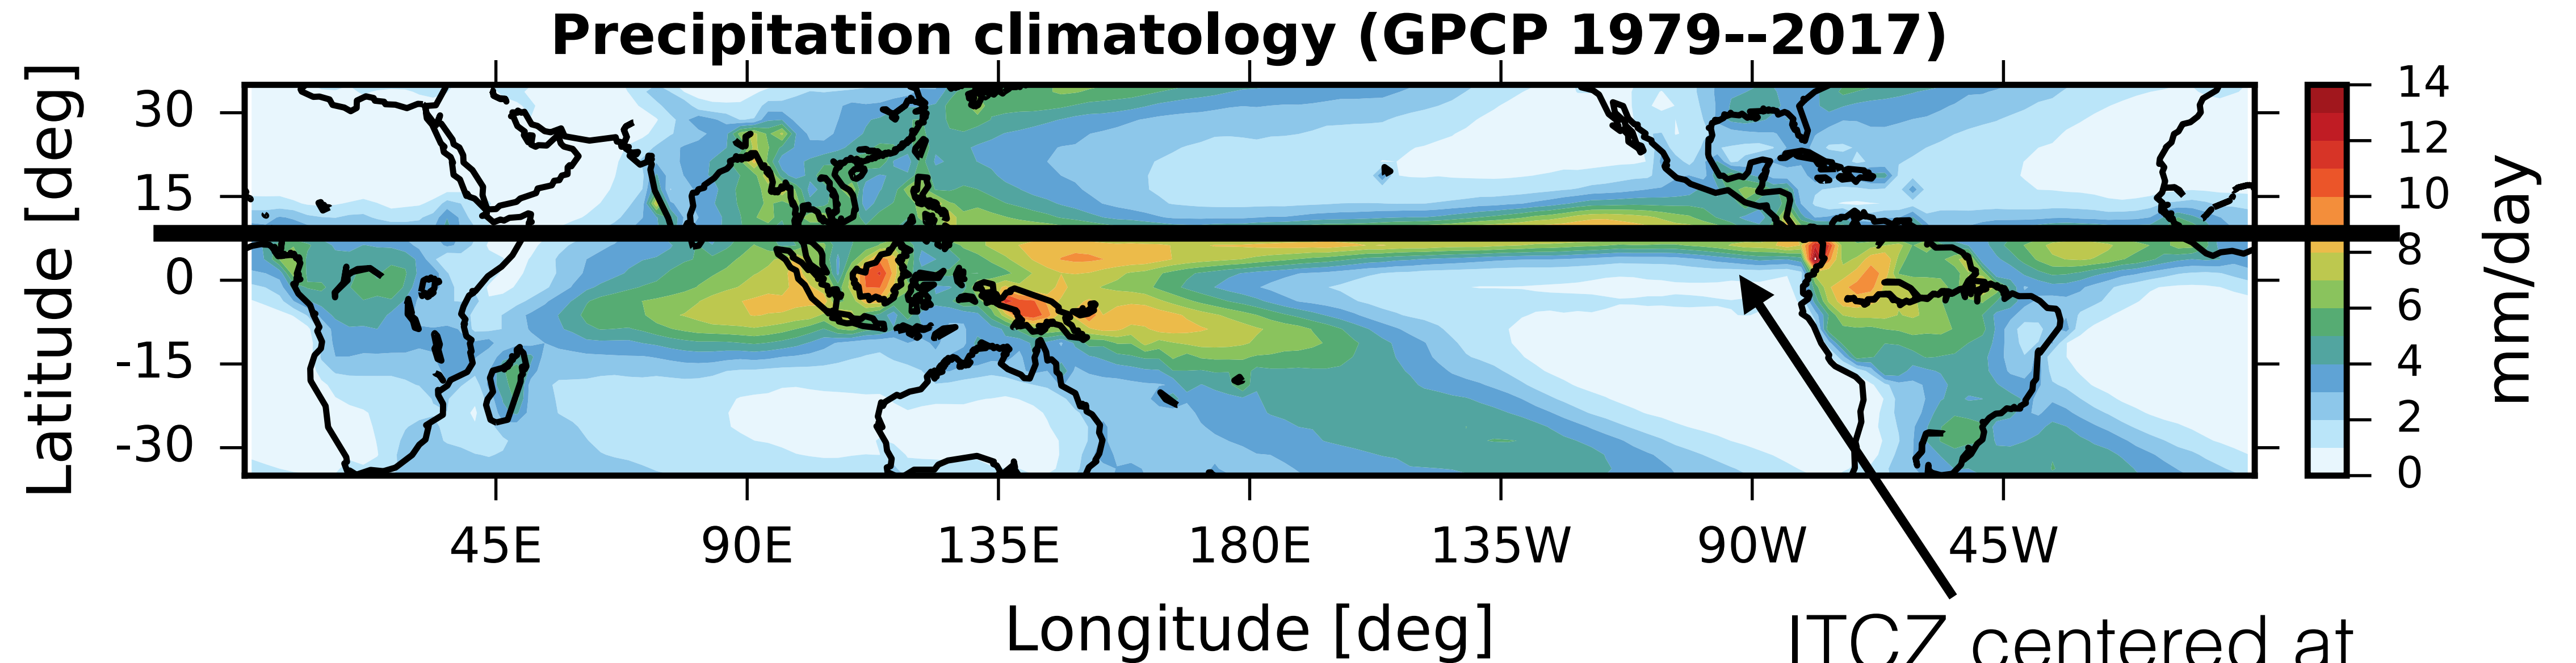 Precipitation climatology (GPCP 1979--2017)
Latitude [deg]
30
15
0
-15
-30
45E
90E
135E
180E
135W
90W
45W
Longitude [deg]
14
12
10
8
6
4
2
0
mm/day
ITCZ centered at